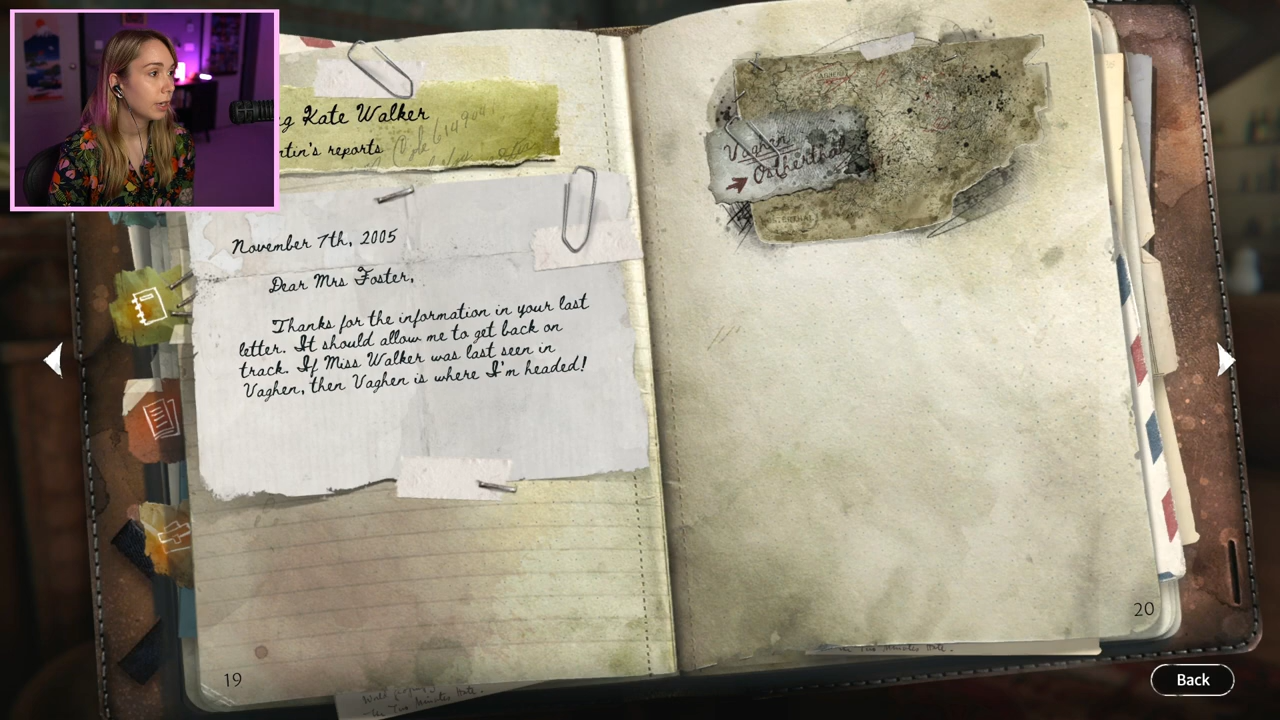 g Kate Walker
ntin's reports
November 7th, 2005
Dear Mrs Foster,
Thanks for the information in your last
letter. It should allow me to get back on
track. If Miss Walker was last seen in
Vaghen, then Vaghen is where I'm headed!
19
Vaghen
Osthenthal
20
Back